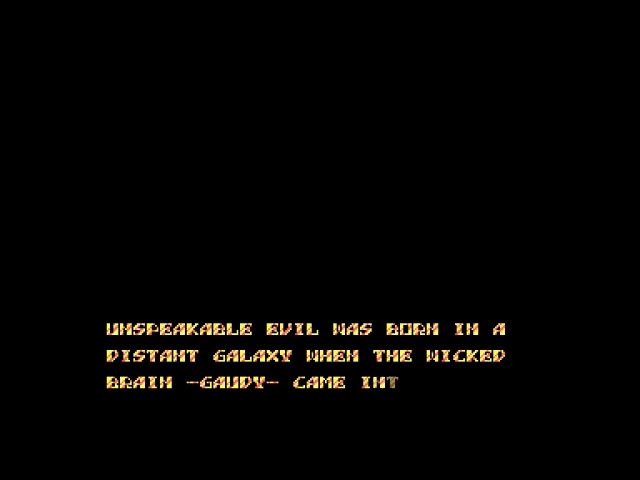 UNSPEAKABLE EVIL WAS BORN IN A
DISTANT GALAXY WHEN THE WICKED
BRAIN -GAUDY- CAME INT